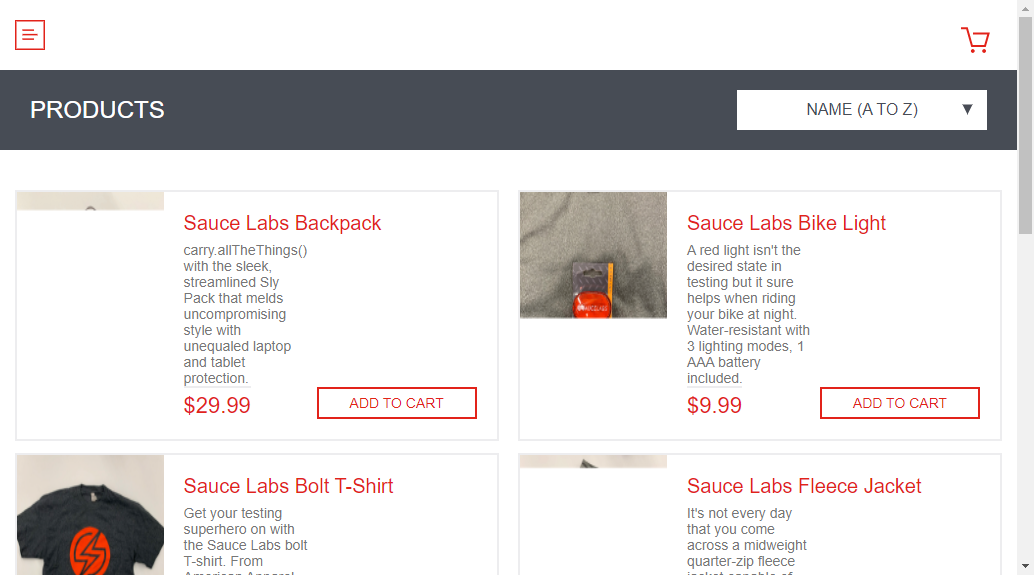 PRODUCTS
NAME (A TO Z)
Sauce Labs Backpack
carry.allTheThings()
with the sleek,
streamlined Sly
Pack that melds
uncompromising
style with
unequaled laptop
and tablet
protection.
$29.99
ADD TO CART
Sauce Labs Bike Light
A red light isn't the
desired state in
testing but it sure
helps when riding
your bike at night.
Water-resistant with
3 lighting modes, 1
AAA battery
included.
$9.99
ADD TO CART
Sauce Labs Bolt T-Shirt
Get your testing
superhero on with
the Sauce Labs bolt
T-shirt. From
American Apparel,
Sauce Labs Fleece Jacket
It's not every day
that you come
across a midweight
quarter-zip fleece
jacket capable of